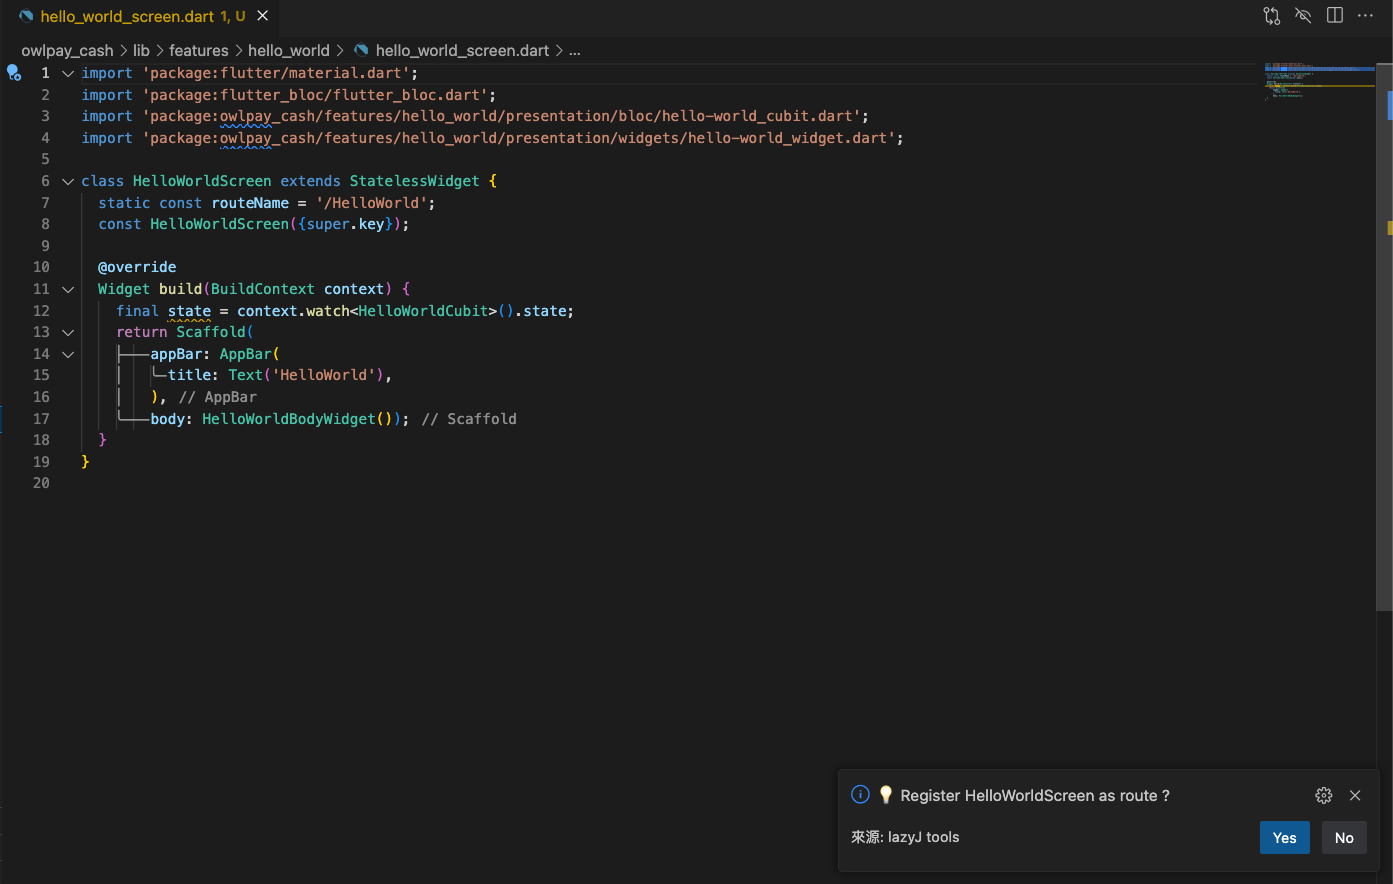 hello_world_screen.dart 1, U
owlpay_cash > lib > features > hello_world > hello_world_screen.dart > ...
1 import 'package:flutter/material.dart';
2 import 'package:flutter_bloc/flutter_bloc.dart';
3 import 'package:owlpay_cash/features/hello_world/presentation/bloc/hello-world_cubit.dart';
4 import 'package:owlpay_cash/features/hello_world/presentation/widgets/hello-world_widget.dart';
5
6 class HelloWorldScreen extends StatelessWidget {
7 static const routeName = '/HelloWorld';
8 const HelloWorldScreen({super.key});
9
10 @override
11 Widget build(BuildContext context) {
12 final state = context.watch<HelloWorldCubit>().state;
13 return Scaffold(
14 appBar: AppBar(
15 title: Text('HelloWorld'),
16 ), // AppBar
17 body: HelloWorldBodyWidget()); // Scaffold
18 }
19 }
20
💡 Register HelloWorldScreen as route ?
來源: lazyJ tools
Yes No